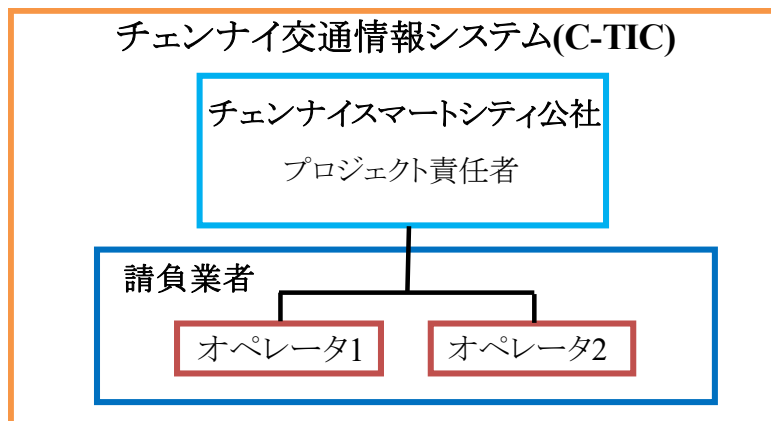 チェンナイ交通情報システム(C-TIC)
チェンナイスマートシティ公社
プロジェクト責任者
請負業者
オペレータ1
オペレータ2